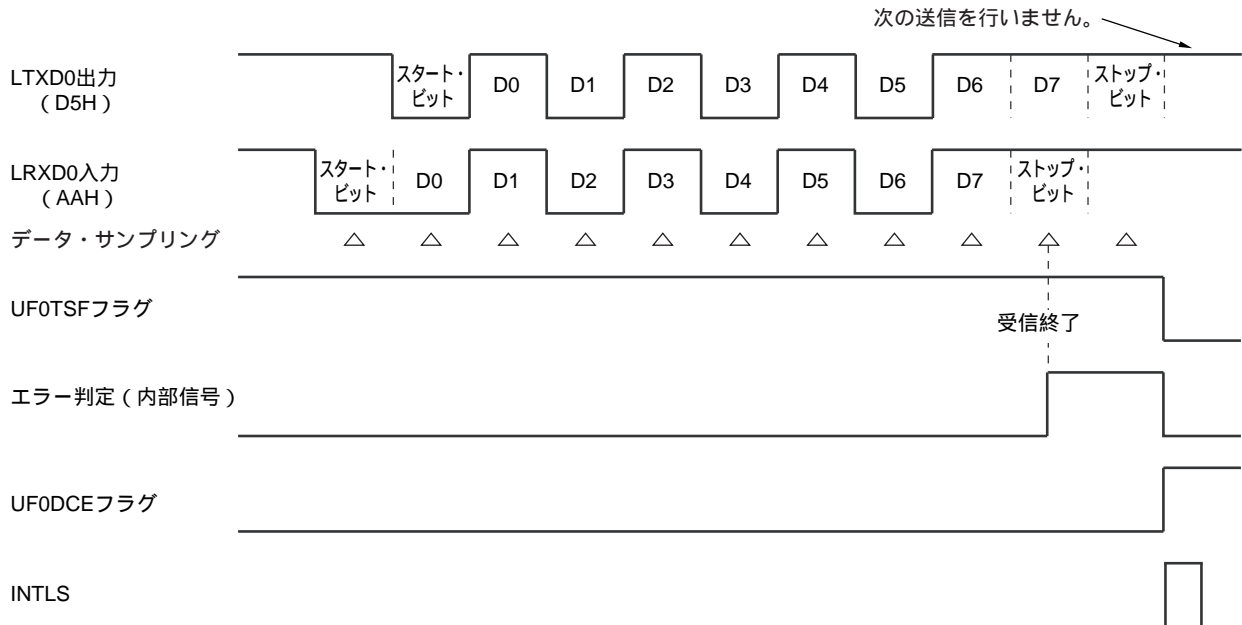 次の送信を行いません。
LTXD0出力
（D5H）
スタート・
ビット
D0
D1
D2
D3
D4
D5
D6
D7
ストップ・
ビット
LRXD0入力
（AAH）
スタート・
ビット
D0
D1
D2
D3
D4
D5
D6
D7
ストップ・
ビット
データ・サンプリング
UF0TSFフラグ
受信終了
エラー判定（内部信号）
UF0DCEフラグ
INTLS